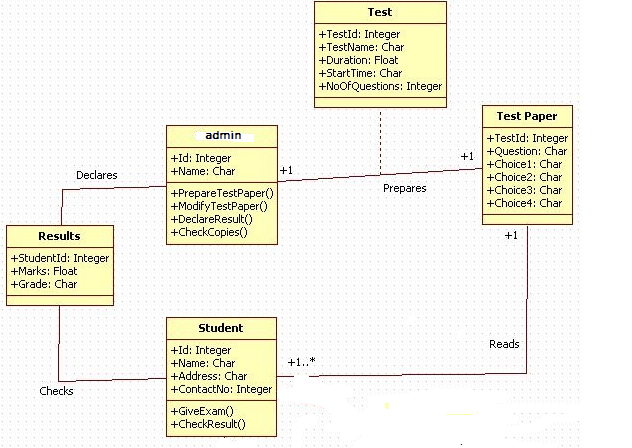 Test
+TestId: Integer
+TestName: Char
+Duration: Float
+StartTime: Char
+NoOfQuestions: Integer
Test Paper
+TestId: Integer
+Question: Char
+Choice1: Char
+Choice2: Char
+Choice3: Char
+Choice4: Char
admin
+Id: Integer
+Name: Char
+PrepareTestPaper()
+ModifyTestPaper()
+DeclareResult()
+CheckCopies()
+1
+1
Prepares
Declares
Results
+StudentId: Integer
+Marks: Float
+Grade: Char
+1
Student
+Id: Integer
+Name: Char
+Address: Char
+ContactNo: Integer
+GiveExam()
+CheckResult()
+1..*
Reads
Checks